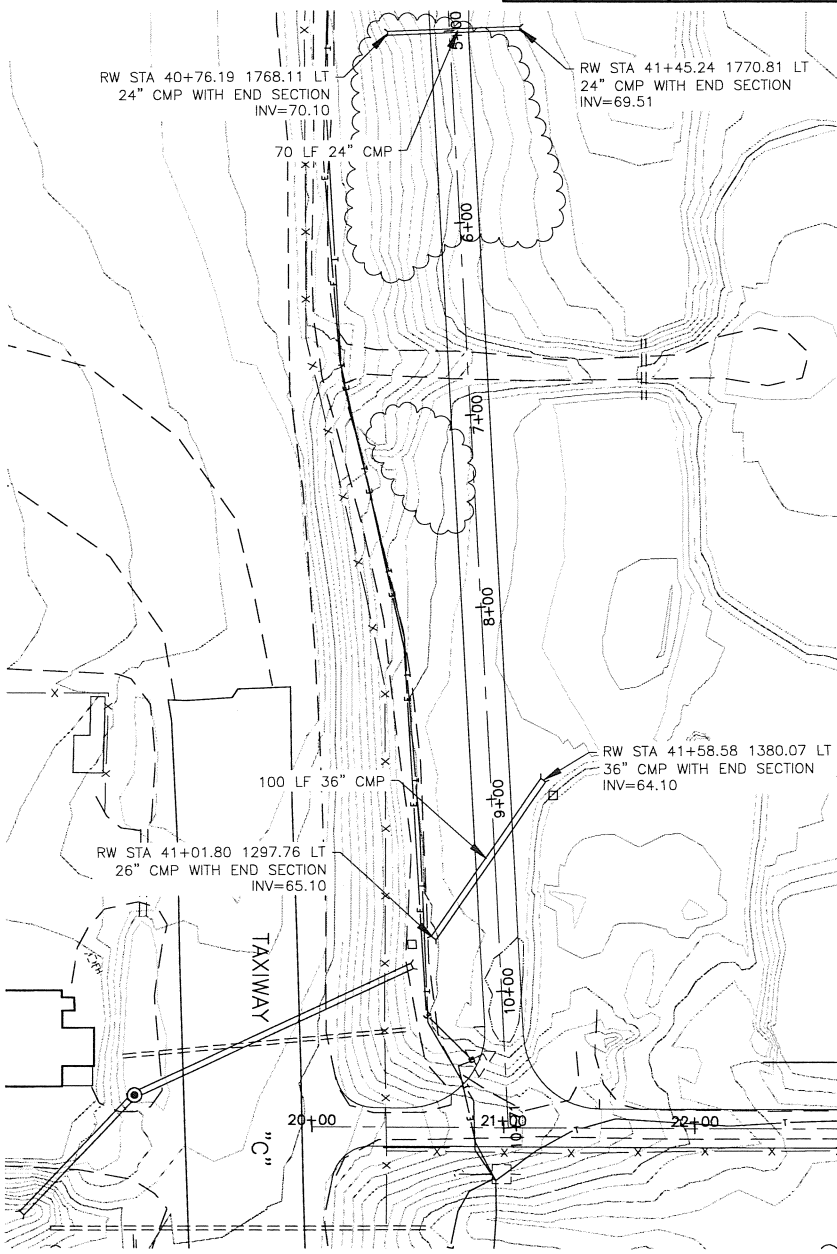 5+00
RW STA 40+76.19 1768.11 LT
24" CMP WITH END SECTION
INV=70.10
RW STA 41+45.24 1770.81 LT
24" CMP WITH END SECTION
INV=69.51
70 LF 24" CMP
6+00
7+00
8+00
RW STA 41+58.58 1380.07 LT
36" CMP WITH END SECTION
INV=64.10
100 LF 36" CMP
9+00
RW STA 41+01.80 1297.76 LT
26" CMP WITH END SECTION
INV=65.10
TAXIWAY "C"
10+00
20+00
21+00
22+00